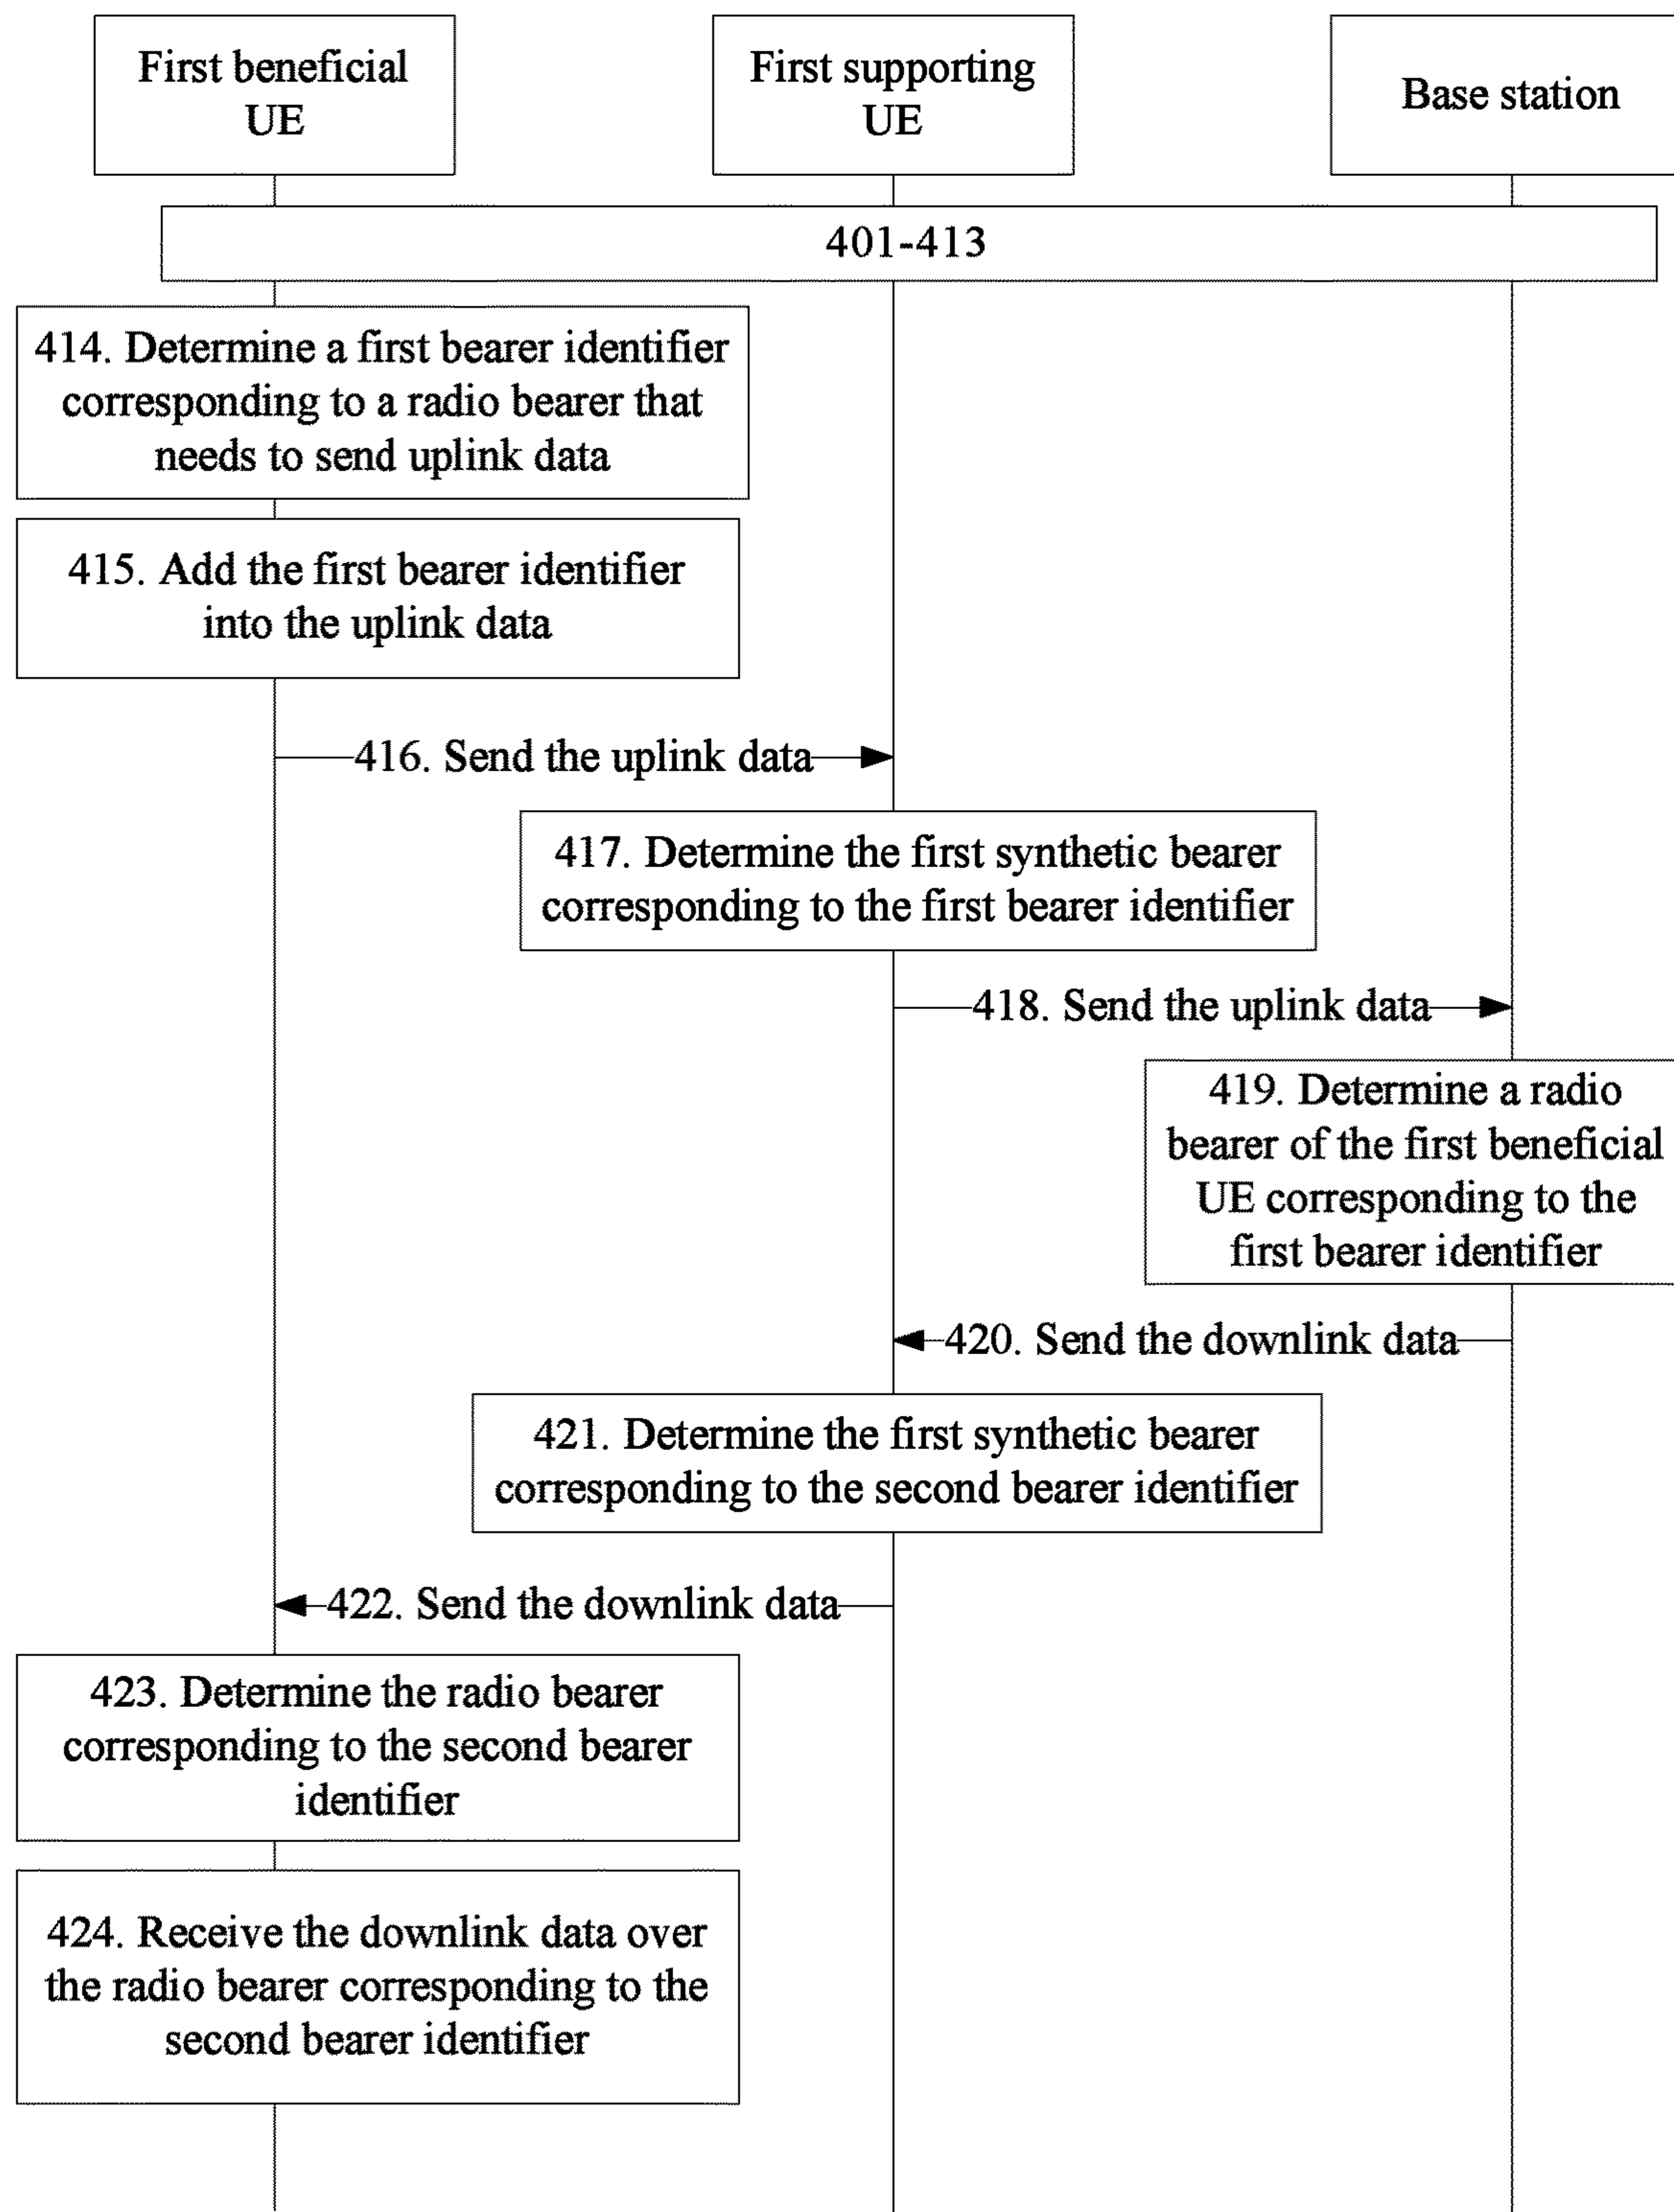 First beneficial
UE
First supporting
UE
Base station
401-413
414. Determine a first bearer identifier
corresponding to a radio bearer that
needs to send uplink data
415. Add the first bearer identifier
into the uplink data
416. Send the uplink data
417. Determine the first synthetic bearer
corresponding to the first bearer identifier
418. Send the uplink data
419. Determine a radio
bearer of the first beneficial
UE corresponding to the
first bearer identifier
420. Send the downlink data
421. Determine the first synthetic bearer
corresponding to the second bearer identifier
422. Send the downlink data
423. Determine the radio bearer
corresponding to the second bearer
identifier
424. Receive the downlink data over
the radio bearer corresponding to the
second bearer identifier